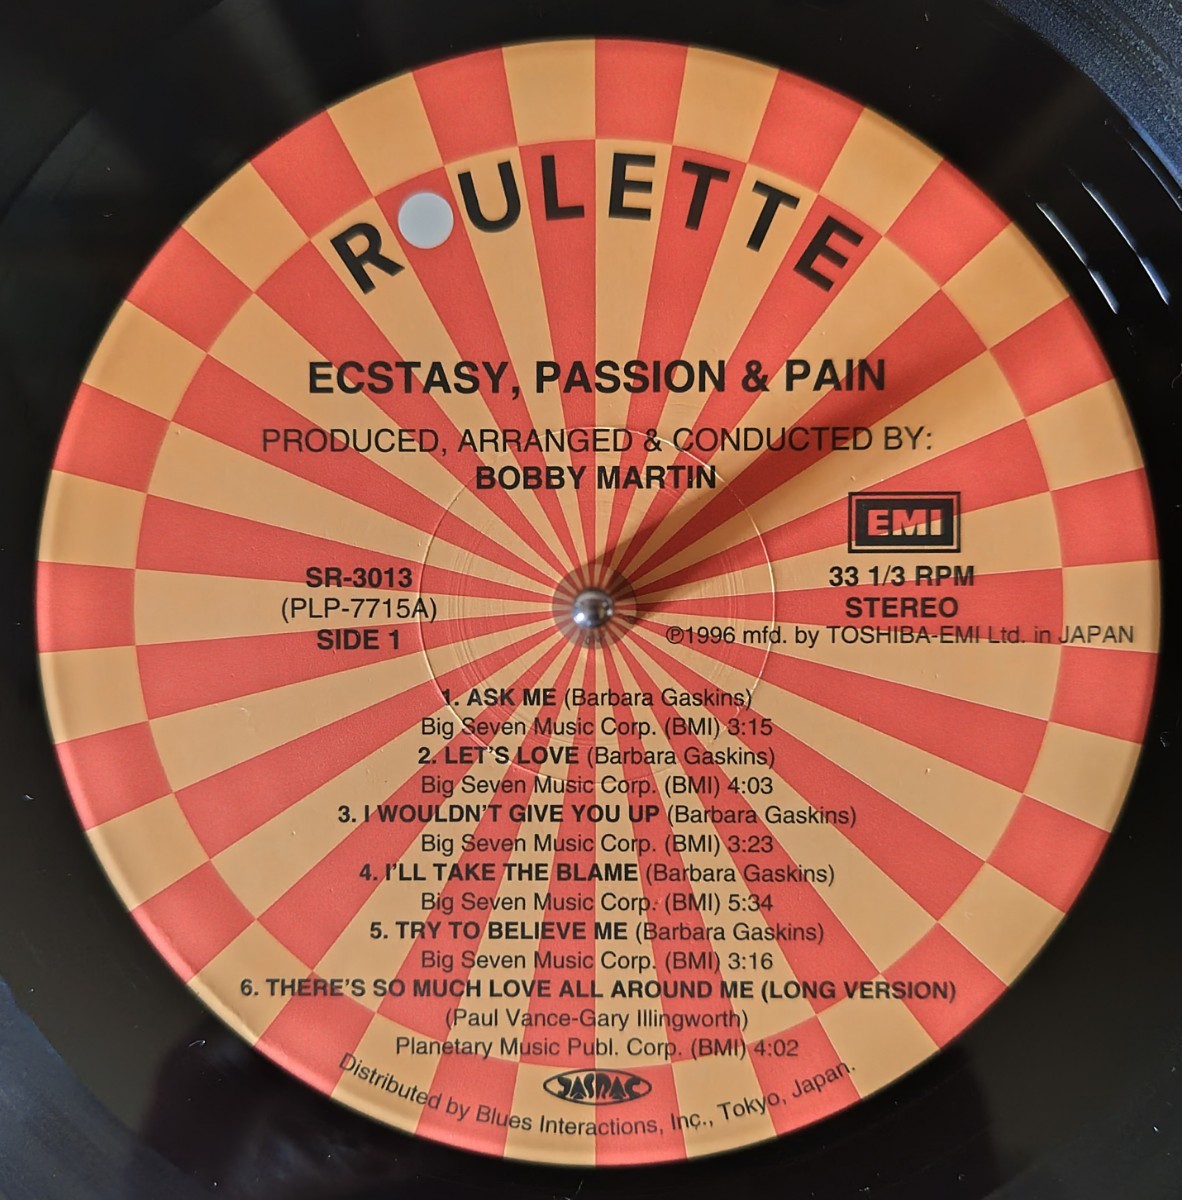 ROULETTE
ECSTASY, PASSION & PAIN
PRODUCED, ARRANGED & CONDUCTED BY:
BOBBY MARTIN
EMI
SR-3013
(PLP-7715A)
SIDE 1
33 1/3 RPM
STEREO
℗1996 mfd. by TOSHIBA-EMI Ltd. in JAPAN
1. ASK ME (Barbara Gaskins)
Big Seven Music Corp. (BMI) 3:15
2. LET'S LOVE (Barbara Gaskins)
Big Seven Music Corp. (BMI) 4:03
3. I WOULDN'T GIVE YOU UP (Barbara Gaskins)
Big Seven Music Corp. (BMI) 3:23
4. I'LL TAKE THE BLAME (Barbara Gaskins)
Big Seven Music Corp. (BMI) 5:34
5. TRY TO BELIEVE ME (Barbara Gaskins)
Big Seven Music Corp. (BMI) 3:16
6. THERE'S SO MUCH LOVE ALL AROUND ME (LONG VERSION)
(Paul Vance-Gary Illingworth)
Planetary Music Publ. Corp. (BMI) 4:02
JASRAC
Distributed by Blues Interactions, Inc., Tokyo, Japan.